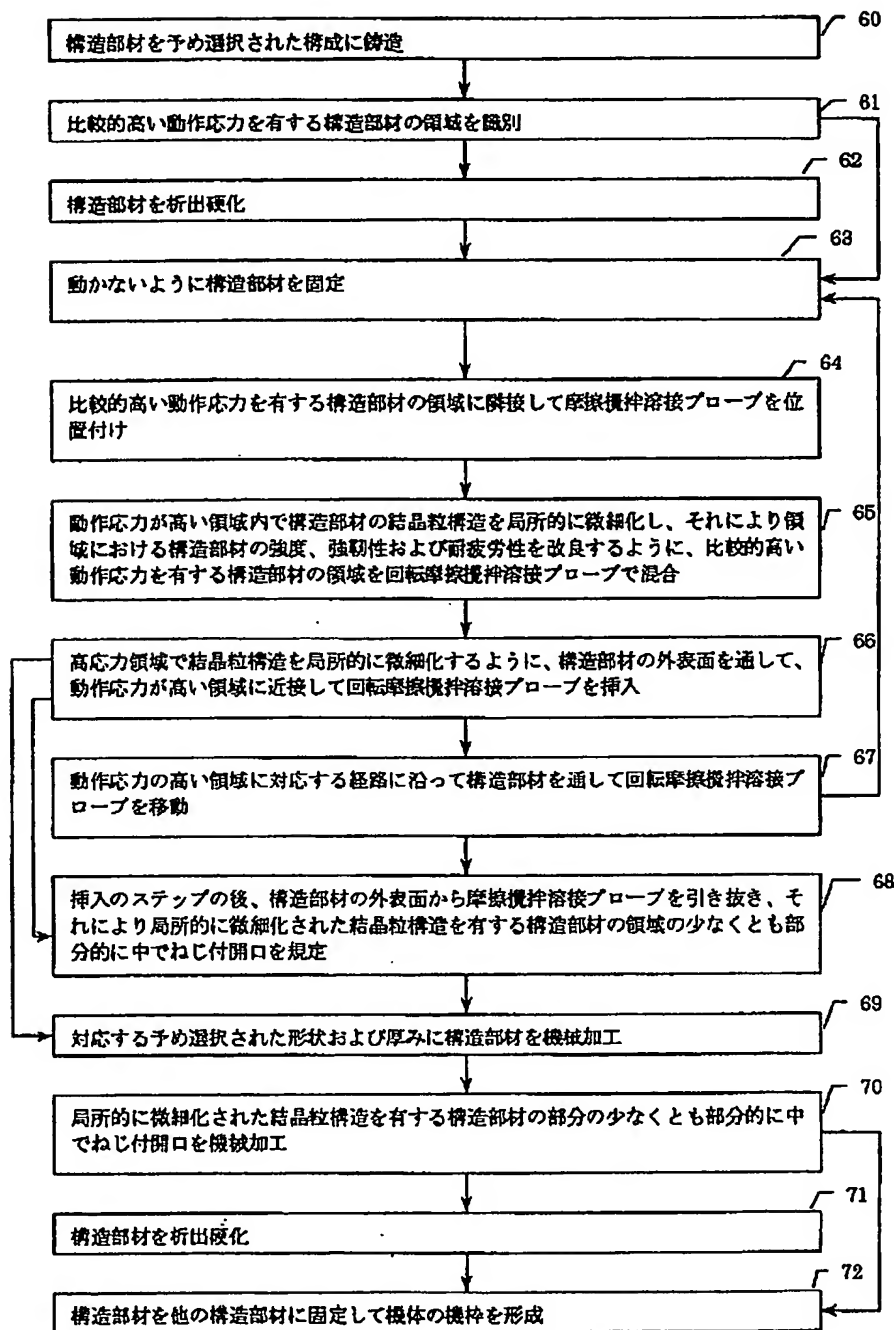 60
構造部材を予め選択された構成に鋳造
61
比較的高い動作応力を有する構造部材の領域を識別
62
構造部材を析出硬化
63
動かないように構造部材を固定
64
比較的高い動作応力を有する構造部材の領域に隣接して摩擦攪拌溶接プローブを位
置付け
65
動作応力が高い領域内で構造部材の結晶粒構造を局所的に微細化し、それにより領
域における構造部材の強度、強靭性および耐疲労性を改良するように、比較的高い
動作応力を有する構造部材の領域を回転摩擦攪拌溶接プローブで混合
66
高応力領域で結晶粒構造を局所的に微細化するように、構造部材の外表面を通して、
動作応力が高い領域に近接して回転摩擦攪拌溶接プローブを挿入
67
動作応力の高い領域に対応する経路に沿って構造部材を通して回転摩擦攪拌溶接プ
ローブを移動
68
挿入のステップの後、構造部材の外表面から摩擦攪拌溶接プローブを引き抜き、そ
れにより局所的に微細化された結晶粒構造を有する構造部材の領域の少なくとも部
分的に中でねじ付開口を規定
69
対応する予め選択された形状および厚みに構造部材を機械加工
70
局所的に微細化された結晶粒構造を有する構造部材の部分の少なくとも部分的に中
でねじ付開口を機械加工
71
構造部材を析出硬化
72
構造部材を他の構造部材に固定して機体の機枠を形成